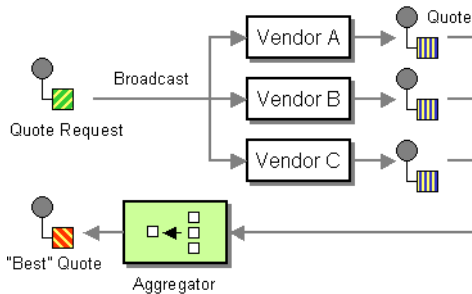 Vendor A
Quote
Broadcast
Vendor B
Quote Request
Vendor C
"Best" Quote
Aggregator